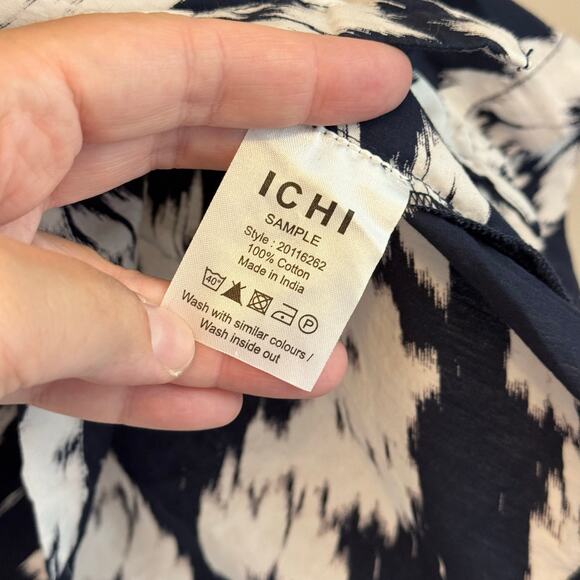 ICHI
SAMPLE
Style : 20116262
100% Cotton
Made in India
40° P
Wash with similar colours /
Wash inside out